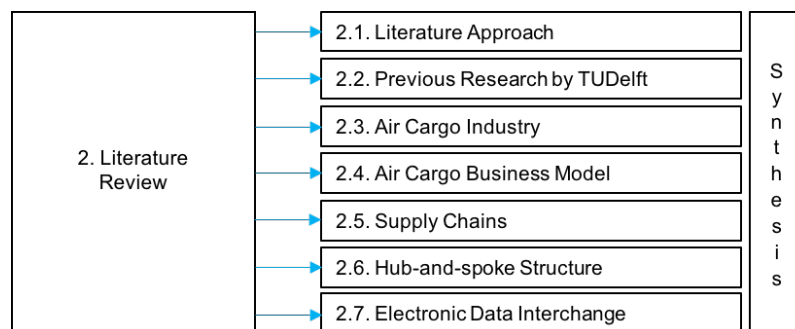 2. Literature
Review
2.1. Literature Approach
2.2. Previous Research by TUDelft
2.3. Air Cargo Industry
2.4. Air Cargo Business Model
2.5. Supply Chains
2.6. Hub-and-spoke Structure
2.7. Electronic Data Interchange
Synthesis